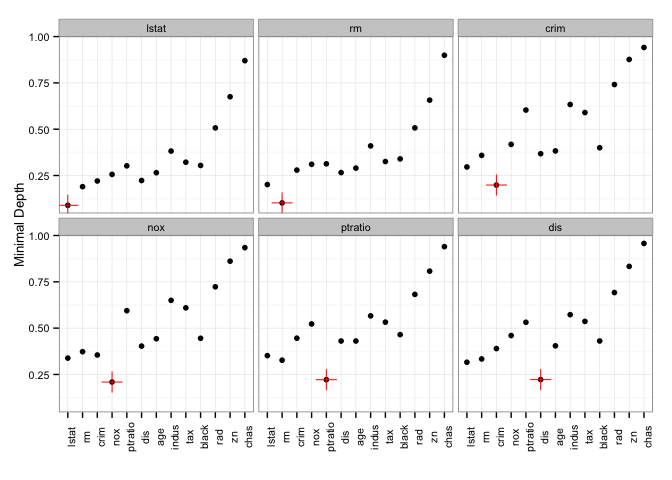 lstat rm crim
1.00
0.75
0.50
0.25
Minimal Depth
nox ptratio dis
1.00
0.75
0.50
0.25
lstat rm crim nox ptratio dis age indus tax black rad zn chas lstat rm crim nox ptratio dis age indus tax black rad zn chas lstat rm crim nox ptratio dis age indus tax black rad zn chas